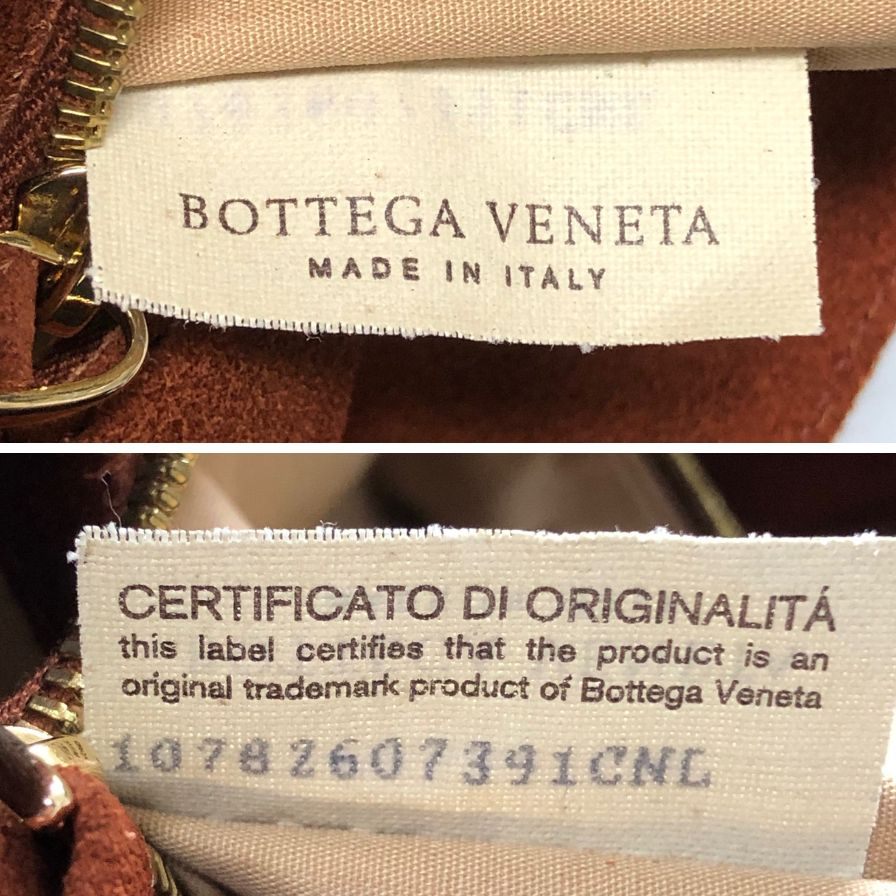 BOTTEGA VENETA
MADE IN ITALY
CERTIFICATO DI ORIGINALITÁ
this label certifies that the product is an
original trademark product of Bottega Veneta
10782607391CNL